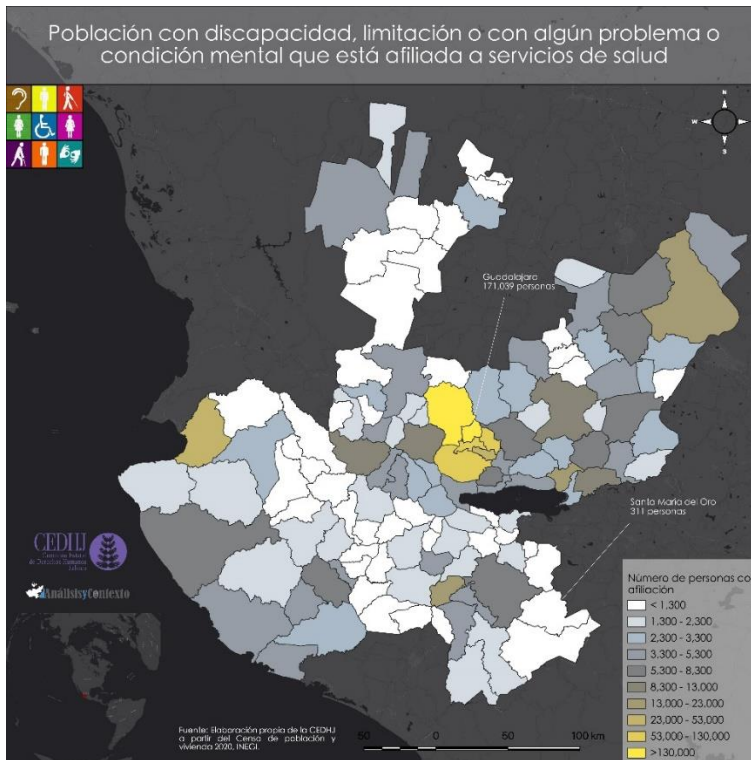 Población con discapacidad, limitación o con algún problema o
condición mental que está afiliada a servicios de salud
N
W
E
S
Guadalajara
171,039 personas
Santa María del Oro
311 personas
CEDHJ
AnálisisyContexto
Número de personas co
afiliación
< 1,300
1,300 - 2,300
2,300 - 3,300
3,300 - 5,300
5,300 - 8,300
8,300 - 13,000
13,000 - 23,000
23,000 - 53,000
53,000 - 130,000
>130,000
Fuente: Elaboración propia de la CEDHJ
a partir del Censo de población y
vivienda 2020, INEGI.
50 0 50 100 km